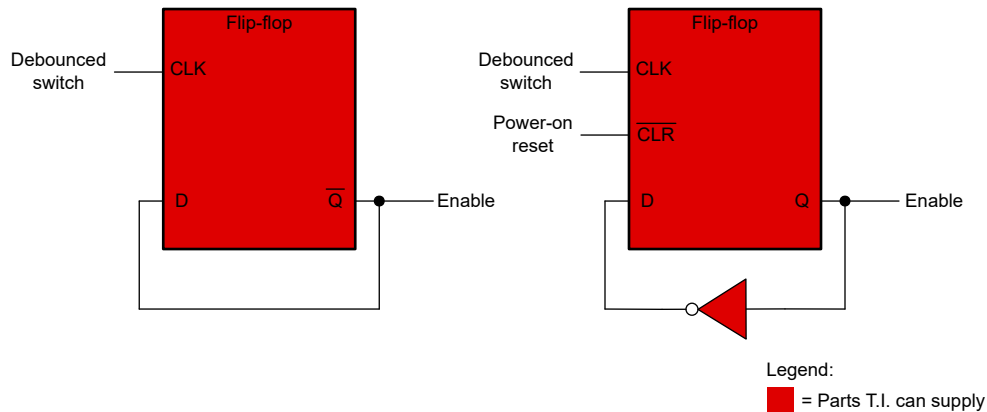 Flip-flop
Debounced
switch
CLK
D
Q̅
Enable
Flip-flop
Debounced
switch
CLK
Power-on
reset
C̅L̅R̅
D
Q
Enable
Legend:
= Parts T.I. can supply